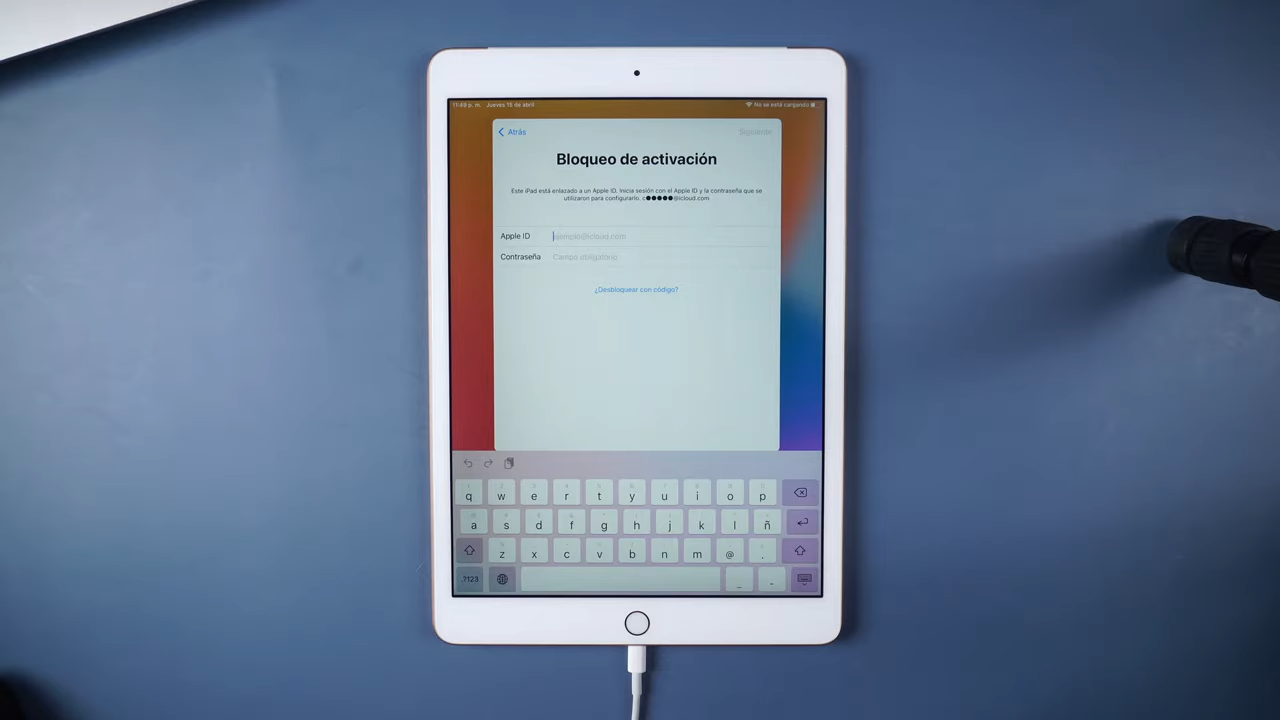 11:49 p. m. Jueves 15 de abril
No se está cargando
Atrás
Siguiente
Bloqueo de activación
Este iPad está enlazado a un Apple ID. Inicia sesión con el Apple ID y la contraseña que se
utilizaron para configurarlo. c●●●●●@icloud.com
Apple ID
ejemplo@icloud.com
Contraseña
Campo obligatorio
¿Desbloquear con código?
q w e r t y u i o p
a s d f g h j k l ñ
z x c v b n m @ .
.?123 _ -